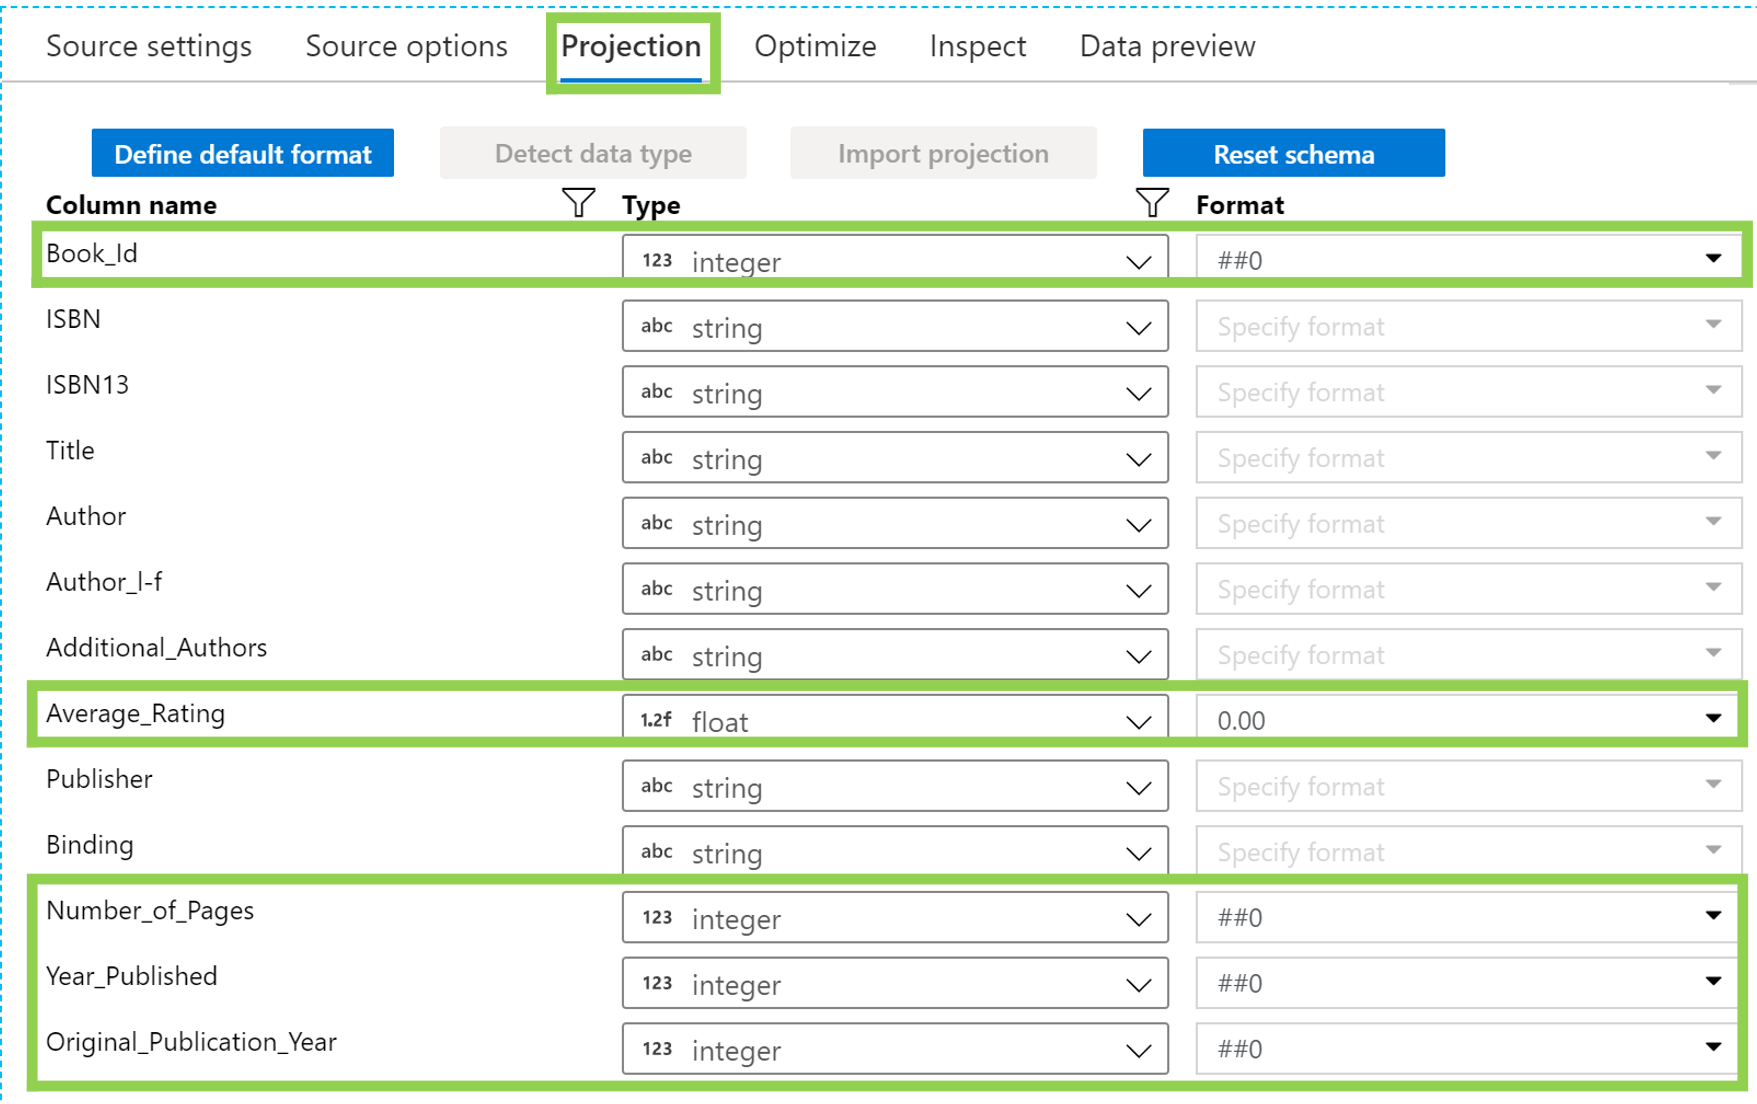 Source settings Source options Projection Optimize Inspect Data preview
Define default format Detect data type Import projection Reset schema
Column name Type Format
Book_Id 123 integer ##0
ISBN abc string Specify format
ISBN13 abc string Specify format
Title abc string Specify format
Author abc string Specify format
Author_l-f abc string Specify format
Additional_Authors abc string Specify format
Average_Rating 1.2f float 0.00
Publisher abc string Specify format
Binding abc string Specify format
Number_of_Pages 123 integer ##0
Year_Published 123 integer ##0
Original_Publication_Year 123 integer ##0